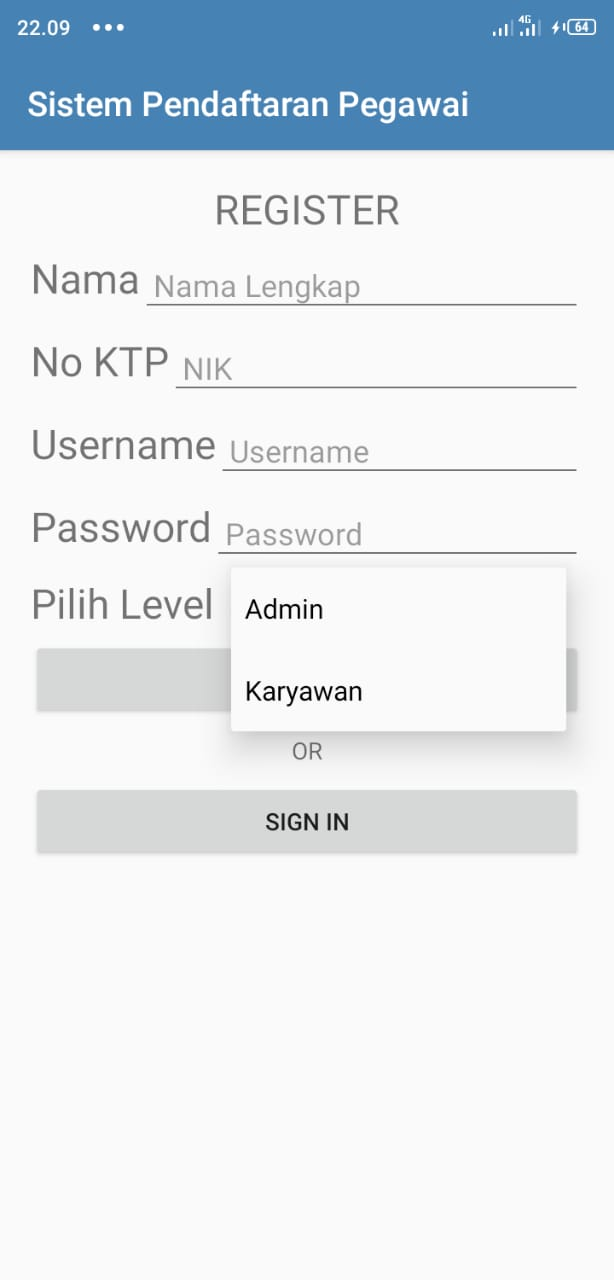 22.09 ••• 4G 64
Sistem Pendaftaran Pegawai
REGISTER
Nama Nama Lengkap
No KTP NIK
Username Username
Password Password
Pilih Level
Admin
Karyawan
OR
SIGN IN